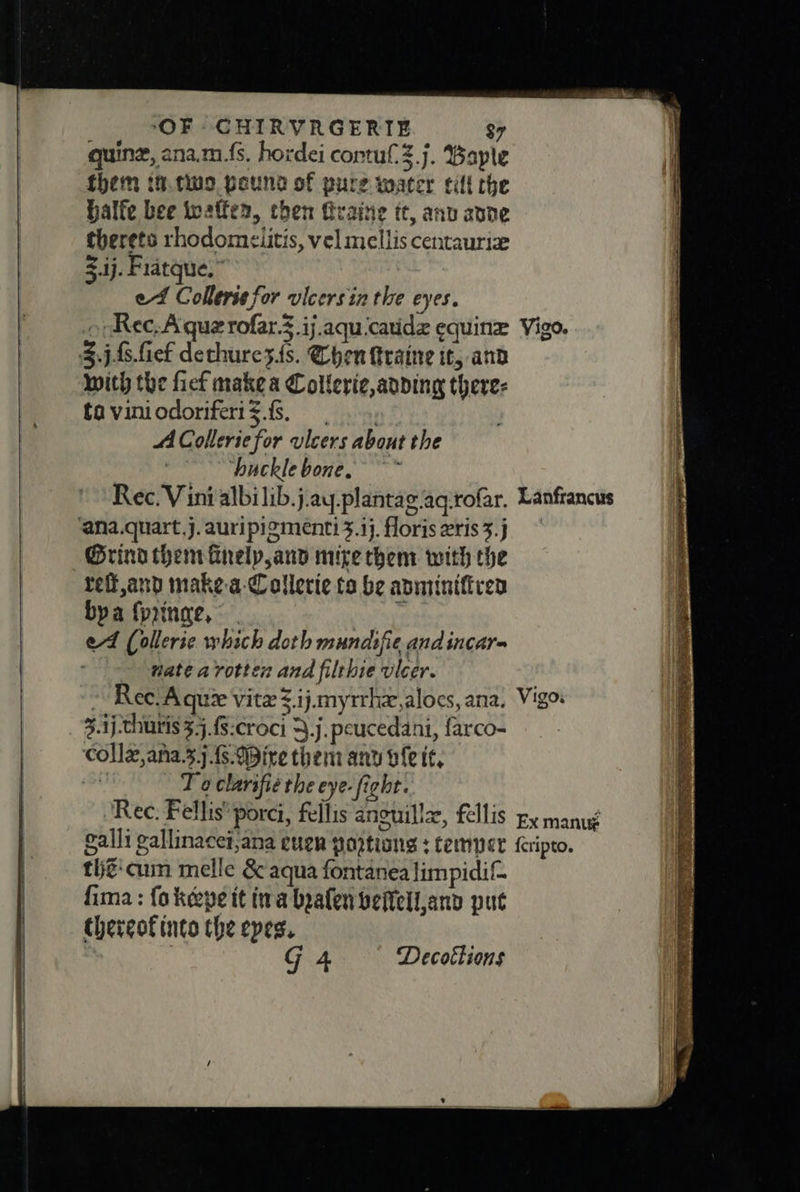 OF CHIRVRGERIE 87
quinæ, ana.m.ſs. hordei contuſ.℥.j. Boyle
them in two pound of pure water till the
halfe bee waſted, then ſtraine it, and adde
thereto rhodomelitis, vel mellis centauriæ
℥.ij. Fiatque.
A Collerie for vlcers in the eyes.
Rec. Aquæ roſar.℥.ij.aqu.caudæ equinæ Vigo.
℥.j.ſs.ſief dethure ʒ.ſs. Then ſtraine it, and
with the ſief make a Collerie, adding there-
to vini odoriferi ℥.ſs.
A Collerie for vlcers about the
huckle bone.
Rec. Vini albi lib.j.aq.plantag.aq.roſar. Lanfrancus
ana.quart.j. auripigmenti ʒ.ij. floris æris ʒ.j
Grind them finely, and mixe them with the
reſt, and make a Collerie to be adminiſtred
by a ſpringe.
A Collerie which doth mundifie and incar-
nate a rotten and filthie vlcer.
Rec. Aquæ vitæ ℥.ij.myrrhæ, aloes, ana. Vigo.
ʒ.ij.thuris ʒ.j.ſs.croci ℈.j. peucedani, ſarco-
collæ, ana.ʒ.j.ſs. Mixe them and vſe it.
To clarifie the eye-ſight.
Rec. Fellis porci, fellis anguillæ, fellis Ex manuſ
galli gallinacei, ana euen portions : temper ſcripto.
thē cum melle & aqua fontanea limpidiſ-
ſima : ſo keepe it in a braſen veſſell, and put
thereof into the eyes.
G 4 Decoctions